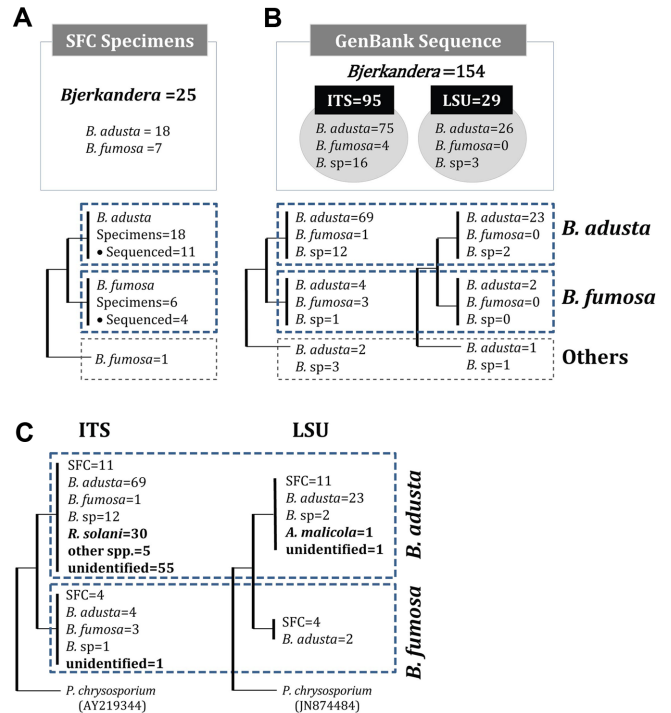 A
SFC Specimens
Bjerkandera =25
B. adusta = 18
B. fumosa = 7
B. adusta
Specimens=18
• Sequenced=11
B. fumosa
Specimens=6
• Sequenced=4
B. fumosa=1
B
GenBank Sequence
Bjerkandera=154
ITS=95
B. adusta=75
B. fumosa=4
B. sp=16
LSU=29
B. adusta=26
B. fumosa=0
B. sp=3
B. adusta=69
B. fumosa=1
B. sp=12
B. adusta=23
B. fumosa=0
B. sp=2
B. adusta
B. adusta=4
B. fumosa=3
B. sp=1
B. adusta=2
B. fumosa=0
B. sp=0
B. fumosa
B. adusta=2
B. sp=3
B. adusta=1
B. sp=1
Others
C
ITS
LSU
SFC=11
B. adusta=69
B. fumosa=1
B. sp=12
R. solani=30
other spp.=5
unidentified=55
SFC=11
B. adusta=23
B. sp=2
A. malicola=1
unidentified=1
B. adusta
SFC=4
B. adusta=4
B. fumosa=3
B. sp=1
unidentified=1
SFC=4
B. adusta=2
B. fumosa
P. chrysosporium
(AY219344)
P. chrysosporium
(JN874484)